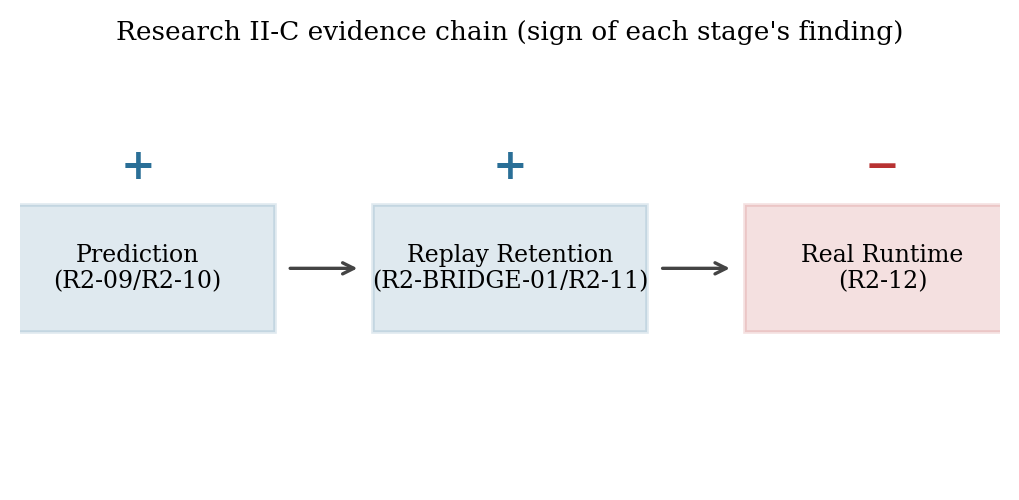 Research II-C evidence chain (sign of each stage's finding)
+
+
−
Prediction
(R2-09/R2-10)
Replay Retention
(R2-BRIDGE-01/R2-11)
Real Runtime
(R2-12)